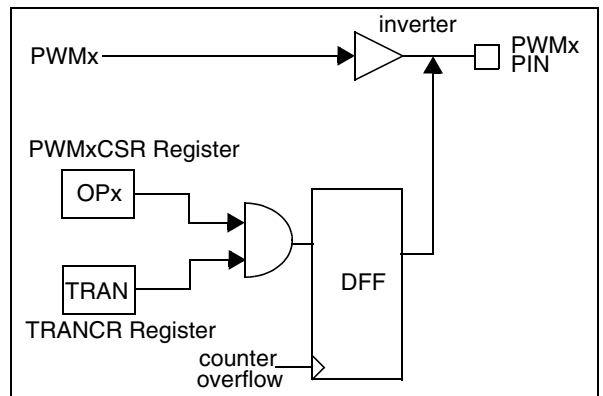 inverter
PWMx
PWMx
PIN
PWMxCSR Register
OPx
TRAN
DFF
TRANCR Register
counter
overflow